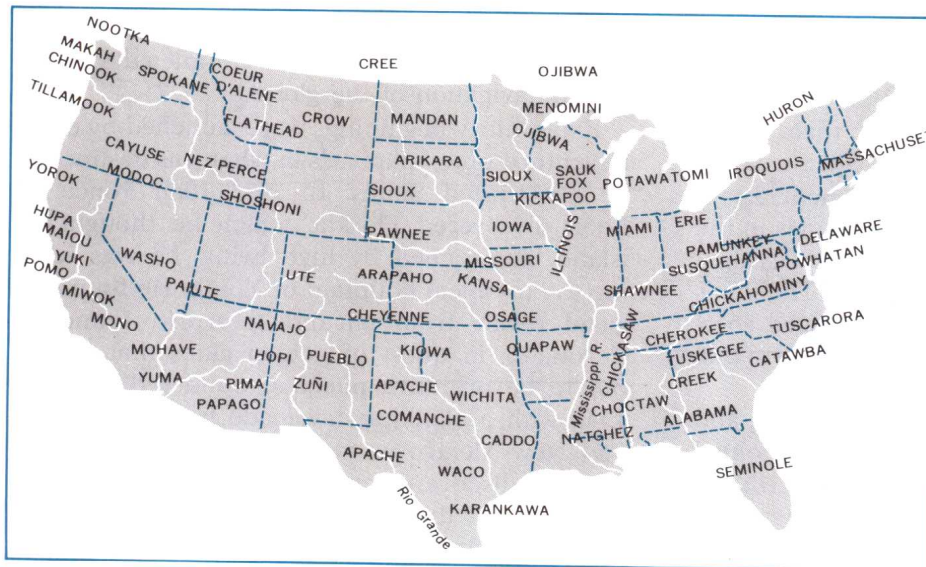 NOOTKA
MAKAH
CHINOOK
SPOKANE
COEUR
D'ALENE
TILLAMOOK
FLATHEAD
CROW
CREE
MANDAN
OJIBWA
MENOMINI
OJIBWA
HURON
CAYUSE
NEZ PERCE
ARIKARA
SIOUX
SIOUX
SAUK
FOX
KICKAPOO
POTAWATOMI
IROQUOIS
MASSACHUSET
YOROK
MODOC
SHOSHONI
PAWNEE
IOWA
ILLINOIS
MIAMI
ERIE
PAMUNKEY
DELAWARE
HUPA
MAIOU
YUKI
POMO
WASHO
PAIUTE
UTE
ARAPAHO
MISSOURI
KANSA
SUSQUEHANNA
POWHATAN
SHAWNEE
CHICKAHOMINY
MIWOK
MONO
NAVAJO
CHEYENNE
OSAGE
Mississippi R.
CHICKASAW
CHEROKEE
TUSCARORA
MOHAVE
HOPI
PUEBLO
KIOWA
QUAPAW
TUSKEGEE
CATAWBA
YUMA
PIMA
ZUÑI
APACHE
WICHITA
CREEK
PAPAGO
COMANCHE
CHOCTAW
ALABAMA
CADDO
NATGHEZ
APACHE
WACO
SEMINOLE
Rio Grande
KARANKAWA